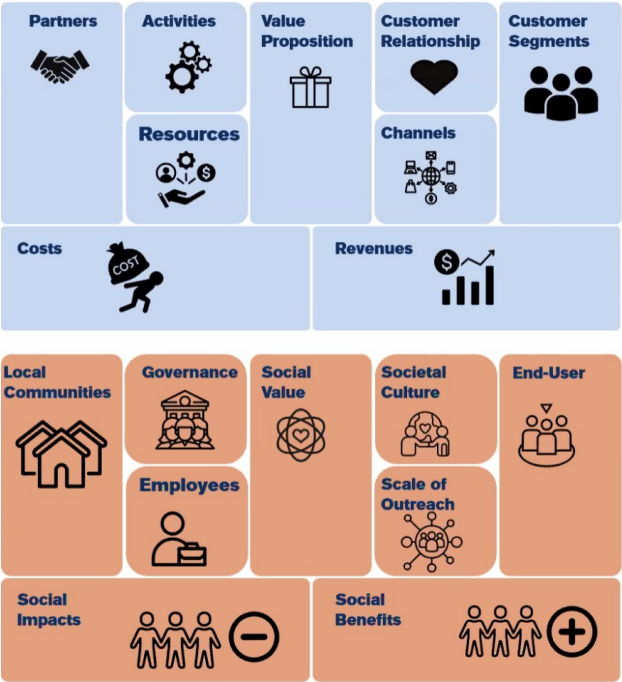 Partners
Activities
Value
Proposition
Customer
Relationship
Customer
Segments
Resources
$
Channels
Costs
COST
Revenues
$
Local
Communities
Governance
Social
Value
Societal
Culture
End-User
Employees
Scale of
Outreach
Social
Impacts
Social
Benefits